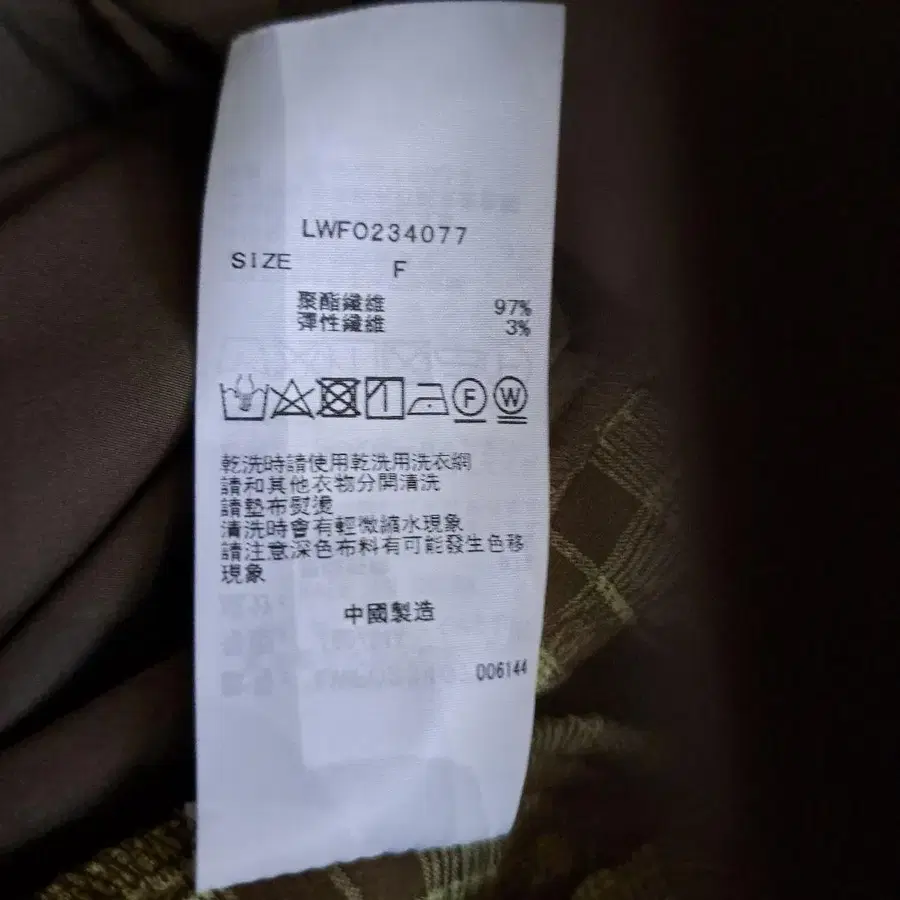 LWFO234077
SIZE F
聚酯纖維 97%
彈性纖維 3%
F W
乾洗時請使用乾洗用洗衣網
請和其他衣物分開清洗
請墊布熨燙
清洗時會有輕微縮水現象
請注意深色布料有可能發生色移
現象
中國製造
006144